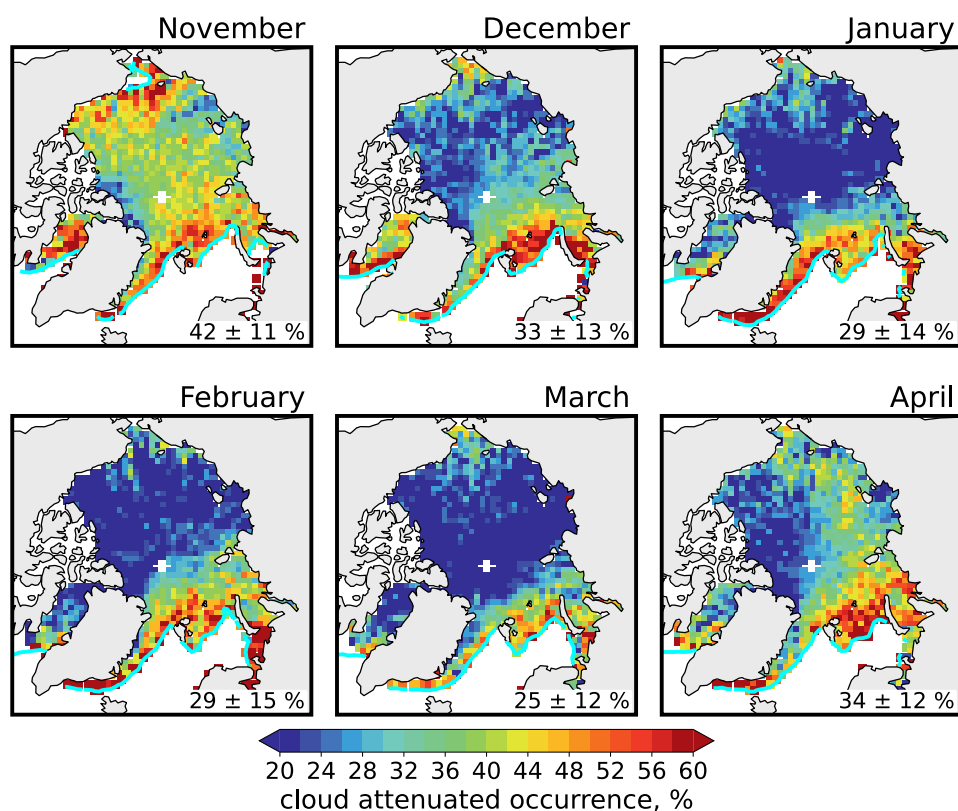 November
December
January
42 ± 11 %
33 ± 13 %
29 ± 14 %
February
March
April
29 ± 15 %
25 ± 12 %
34 ± 12 %
20 24 28 32 36 40 44 48 52 56 60
cloud attenuated occurrence, %